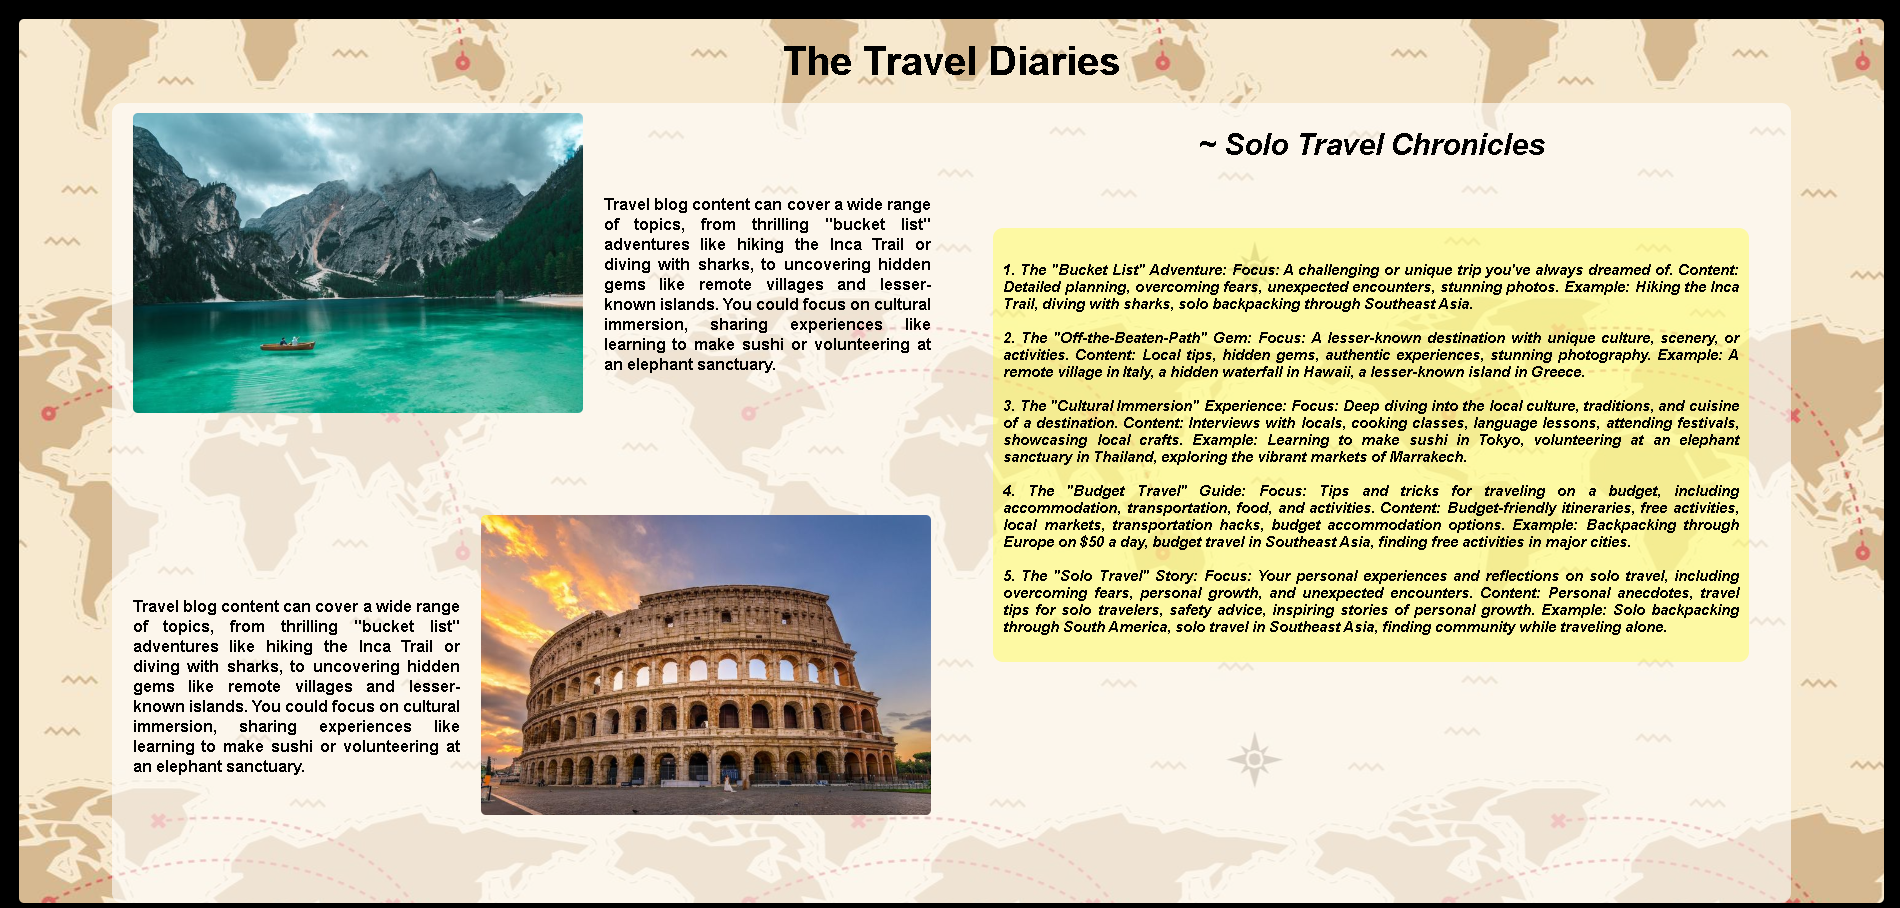 The Travel Diaries
Travel blog content can cover a wide range
of topics, from thrilling "bucket list"
adventures like hiking the Inca Trail or
diving with sharks, to uncovering hidden
gems like remote villages and lesser-
known islands. You could focus on cultural
immersion, sharing experiences like
learning to make sushi or volunteering at
an elephant sanctuary.
Travel blog content can cover a wide range
of topics, from thrilling "bucket list"
adventures like hiking the Inca Trail or
diving with sharks, to uncovering hidden
gems like remote villages and lesser-
known islands. You could focus on cultural
immersion, sharing experiences like
learning to make sushi or volunteering at
an elephant sanctuary.
~ Solo Travel Chronicles
1. The "Bucket List" Adventure: Focus: A challenging or unique trip you've always dreamed of. Content:
Detailed planning, overcoming fears, unexpected encounters, stunning photos. Example: Hiking the Inca
Trail, diving with sharks, solo backpacking through Southeast Asia.
2. The "Off-the-Beaten-Path" Gem: Focus: A lesser-known destination with unique culture, scenery, or
activities. Content: Local tips, hidden gems, authentic experiences, stunning photography. Example: A
remote village in Italy, a hidden waterfall in Hawaii, a lesser-known island in Greece.
3. The "Cultural Immersion" Experience: Focus: Deep diving into the local culture, traditions, and cuisine
of a destination. Content: Interviews with locals, cooking classes, language lessons, attending festivals,
showcasing local crafts. Example: Learning to make sushi in Tokyo, volunteering at an elephant
sanctuary in Thailand, exploring the vibrant markets of Marrakech.
4. The "Budget Travel" Guide: Focus: Tips and tricks for traveling on a budget, including
accommodation, transportation, food, and activities. Content: Budget-friendly itineraries, free activities,
local markets, transportation hacks, budget accommodation options. Example: Backpacking through
Europe on $50 a day, budget travel in Southeast Asia, finding free activities in major cities.
5. The "Solo Travel" Story: Focus: Your personal experiences and reflections on solo travel, including
overcoming fears, personal growth, and unexpected encounters. Content: Personal anecdotes, travel
tips for solo travelers, safety advice, inspiring stories of personal growth. Example: Solo backpacking
through South America, solo travel in Southeast Asia, finding community while traveling alone.